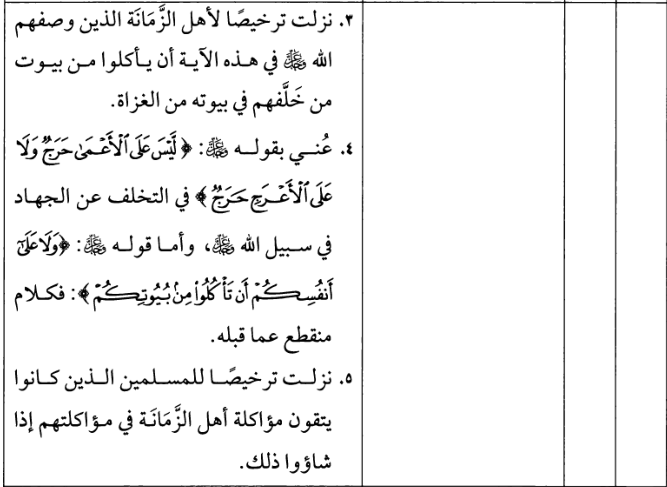 ٣. نزلت ترخيصًا لأهل الزَّمَانَة الذين وصفهم
الله ﷻ في هذه الآية أن يأكلوا من بيوت
من خَلَّفهم في بيوته من الغزاة.
٤. عُني بقوله ﷻ: ﴿لَّيْسَ عَلَى ٱلْأَعْمَىٰ حَرَجٌ وَلَا
عَلَى ٱلْأَعْرَجِ حَرَجٌ﴾ في التخلف عن الجهاد
في سبيل الله ﷻ، وأما قوله ﷻ: ﴿وَلَا عَلَىٰٓ
أَنفُسِكُمْ أَن تَأْكُلُوا۟ مِنۢ بُيُوتِكُمْ﴾: فكلام
منقطع عما قبله.
٥. نزلت ترخيصًا للمسلمين الذين كانوا
يتقون مؤاكلة أهل الزَّمَانَة في مؤاكلتهم إذا
شاؤوا ذلك.